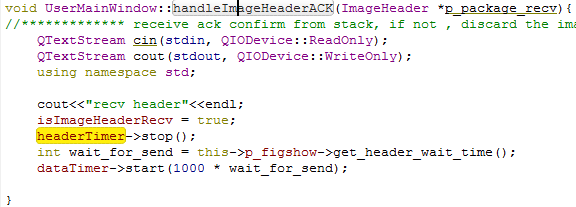 void UserMainWindow::handleImageHeaderACK(ImageHeader *p_package_recv){
//************* receive ack confirm from stack, if not , discard the ima
QTextStream cin(stdin, QIODevice::ReadOnly);
QTextStream cout(stdout, QIODevice::WriteOnly);
using namespace std;
cout<<"recv header"<<endl;
isImageHeaderRecv = true;
headerTimer->stop();
int wait_for_send = this->p_figshow->get_header_wait_time();
dataTimer->start(1000 * wait_for_send);
}